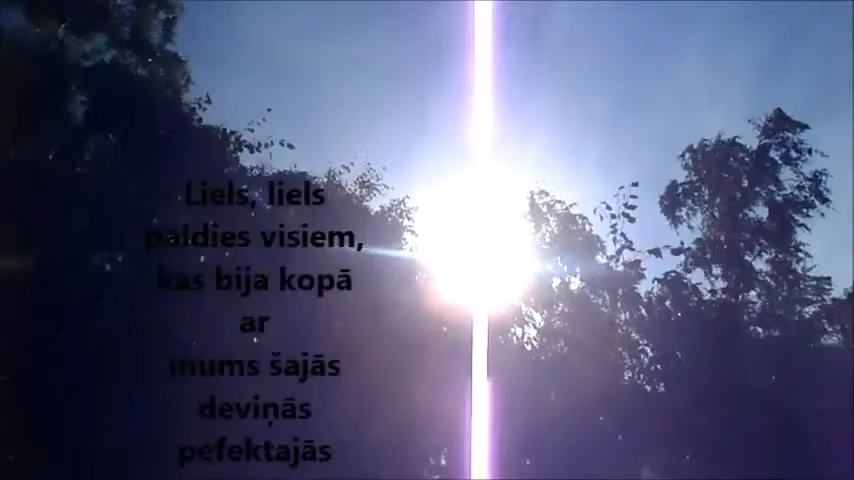 Liels, liels
paldies visiem,
kas bija kopā
ar
mums šajās
deviņās
pefektajās